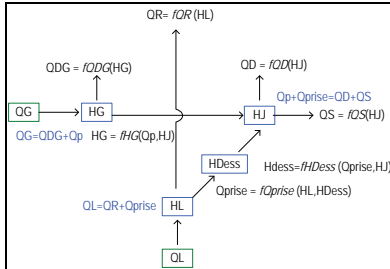 QR= fQR (HL)
QDG = fQDG(HG)
QD = fQD(HJ)
Qp+Qprise=QD+QS
QG
HG
HJ
QS = fQS(HJ)
QG=QDG+Qp
HG = fHG(Qp,HJ)
HDess
Hdess=fHDess (Qprise,HJ)
Qprise = fQprise (HL,HDess)
QL=QR+Qprise
HL
QL